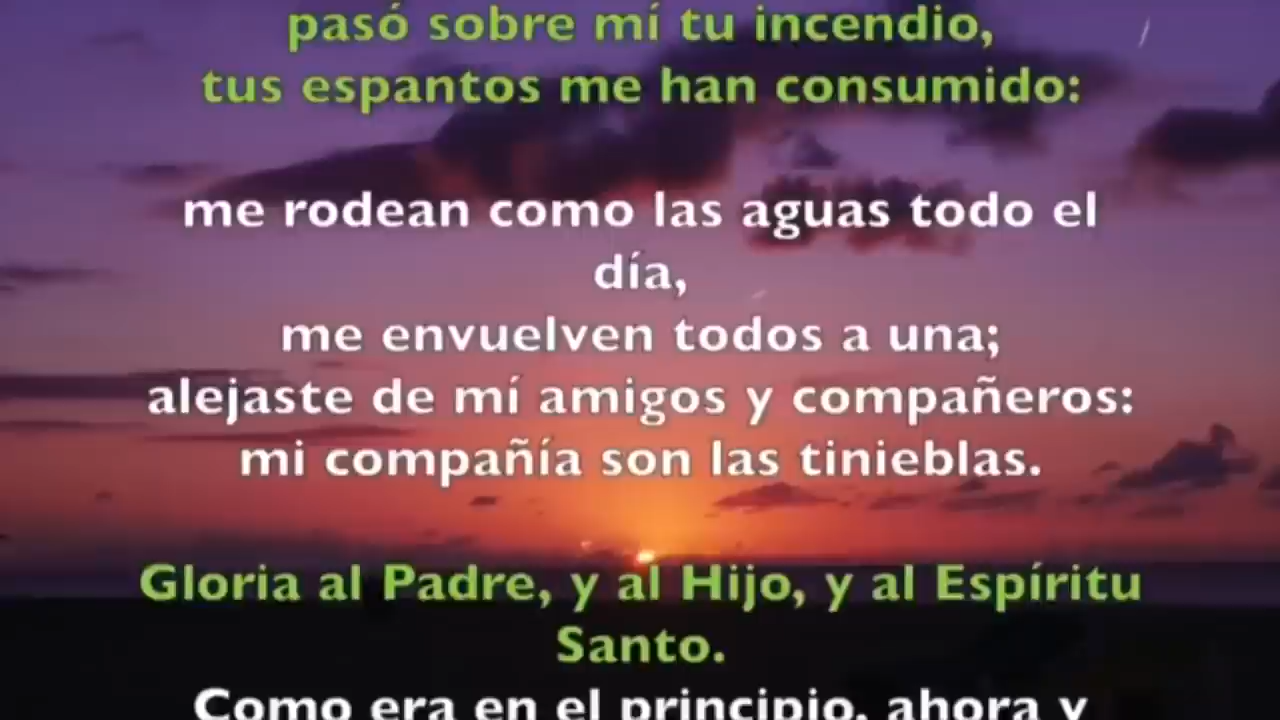 pasó sobre mí tu incendio,
tus espantos me han consumido:
me rodean como las aguas todo el
día,
me envuelven todos a una;
alejaste de mí amigos y compañeros:
mi compañía son las tinieblas.
Gloria al Padre, y al Hijo, y al Espíritu
Santo.
Como era en el principio, ahora y